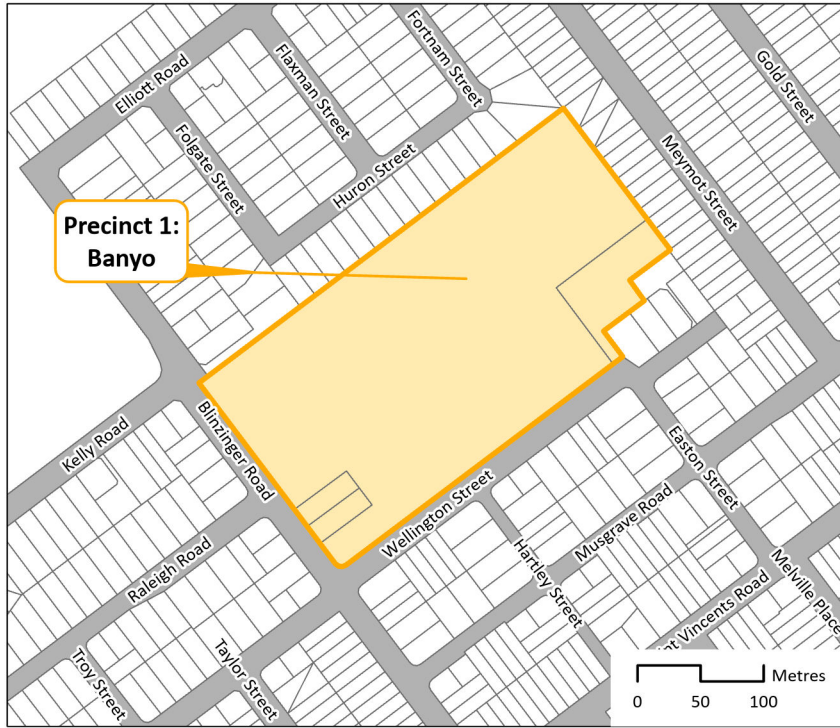 Elliott Road
Flaxman Street
Fortnam Street
Gold Street
Folgate Street
Huron Street
Meymot Street
Precinct 1:
Banyo
Kelly Road
Blinzinger Road
Wellington Street
Easton Street
Raleigh Road
Hartley Street
Musgrave Road
Melville Place
Troy Street
Taylor Street
Vincents Road
Metres
0 50 100